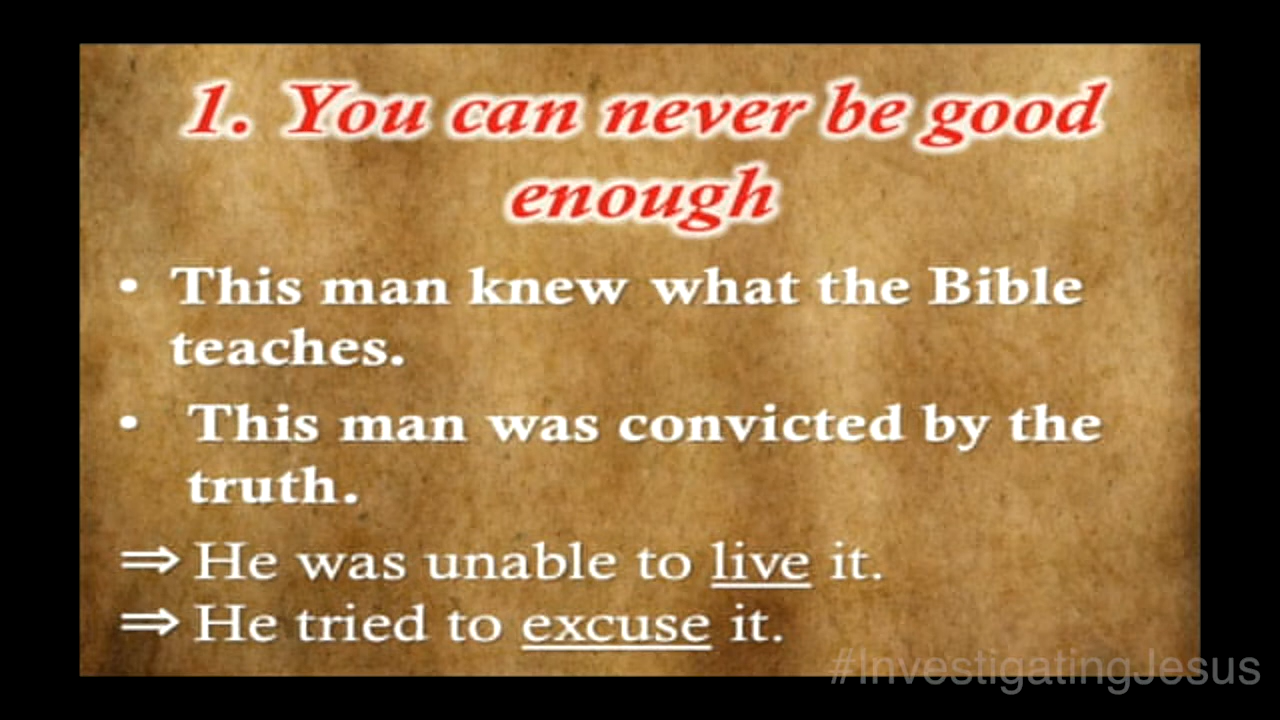 1. You can never be good
enough
• This man knew what the Bible
teaches.
• This man was convicted by the
truth.
⇒ He was unable to live it.
⇒ He tried to excuse it.
#InvestigatingJesus